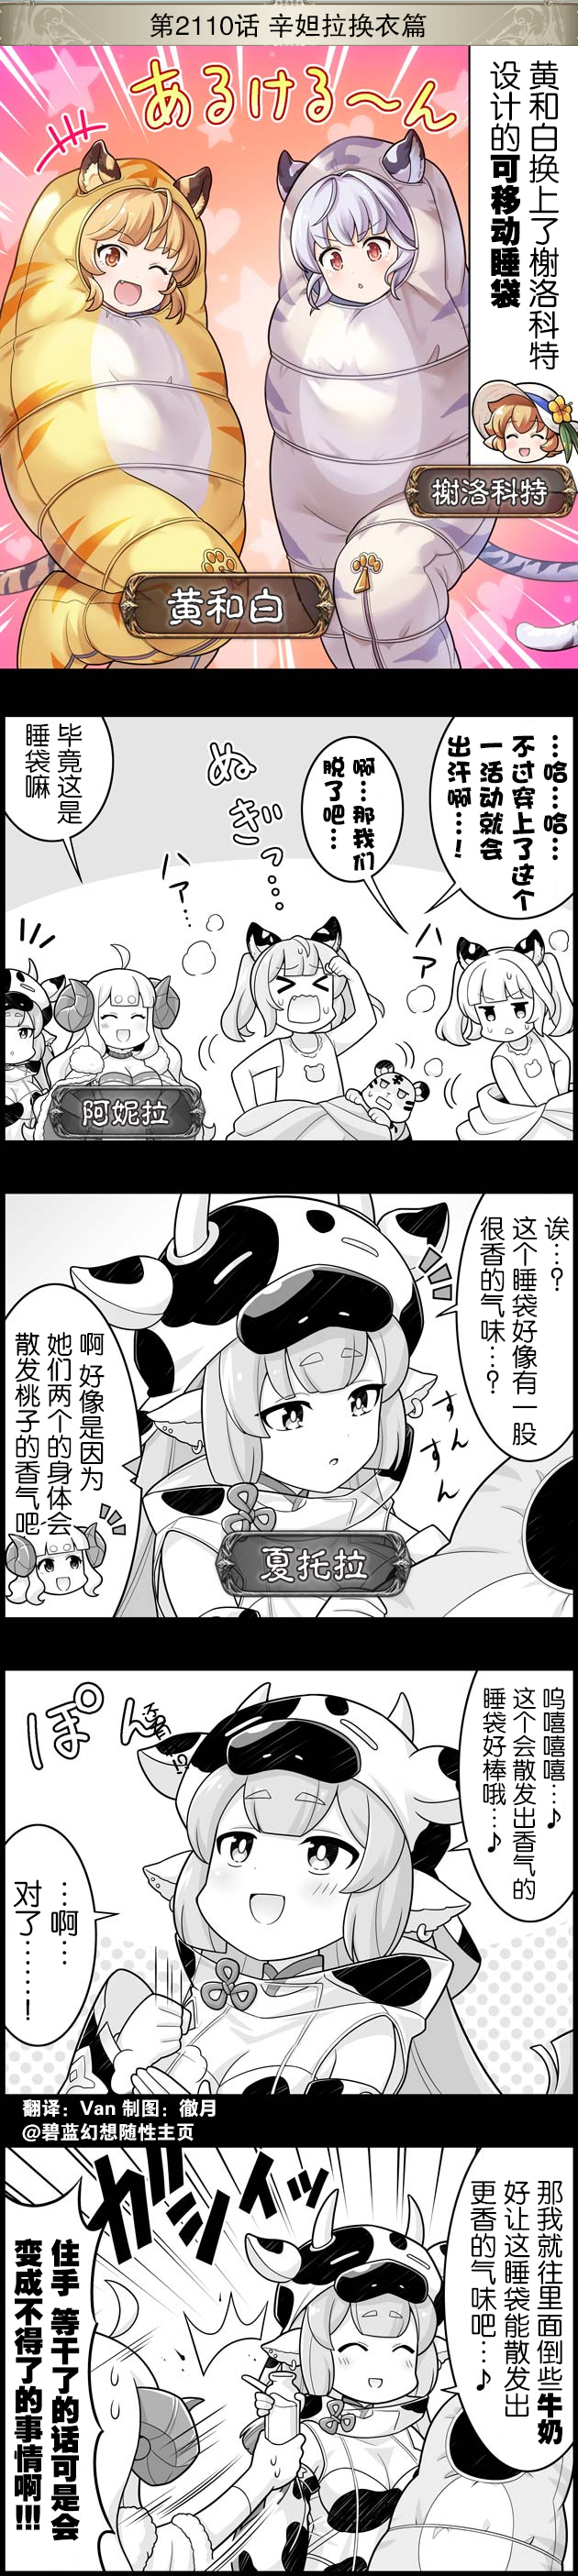 第2110话 辛妲拉换衣篇
黄和白换上了榭洛科特
设计的可移动睡袋
あるける～ん
榭洛科特
黄和白
…哈…哈…
不过穿上了这个
一活动就会
出汗啊…！
啊…那我们
脱了吧…
ぬぎっ…
毕竟这是
睡袋嘛
ハァ
ハァ…
阿妮拉
诶…？
这个睡袋好像有一股
很香的气味…？
すんすん
啊 好像是因为
她们两个的身体会
散发桃子的香气吧
夏托拉
呜嘻嘻嘻…♪
这个会散发出香气的
睡袋好棒哦…♪
ぽん
…啊…
对了……！
翻译：Van 制图：徹月
@碧蓝幻想随性主页
那我就往里面倒些牛奶
好让这睡袋能散发出
更香的气味吧…♪
ガシィッ
住手 等干了的话可是会
变成不得了的事情啊!!!